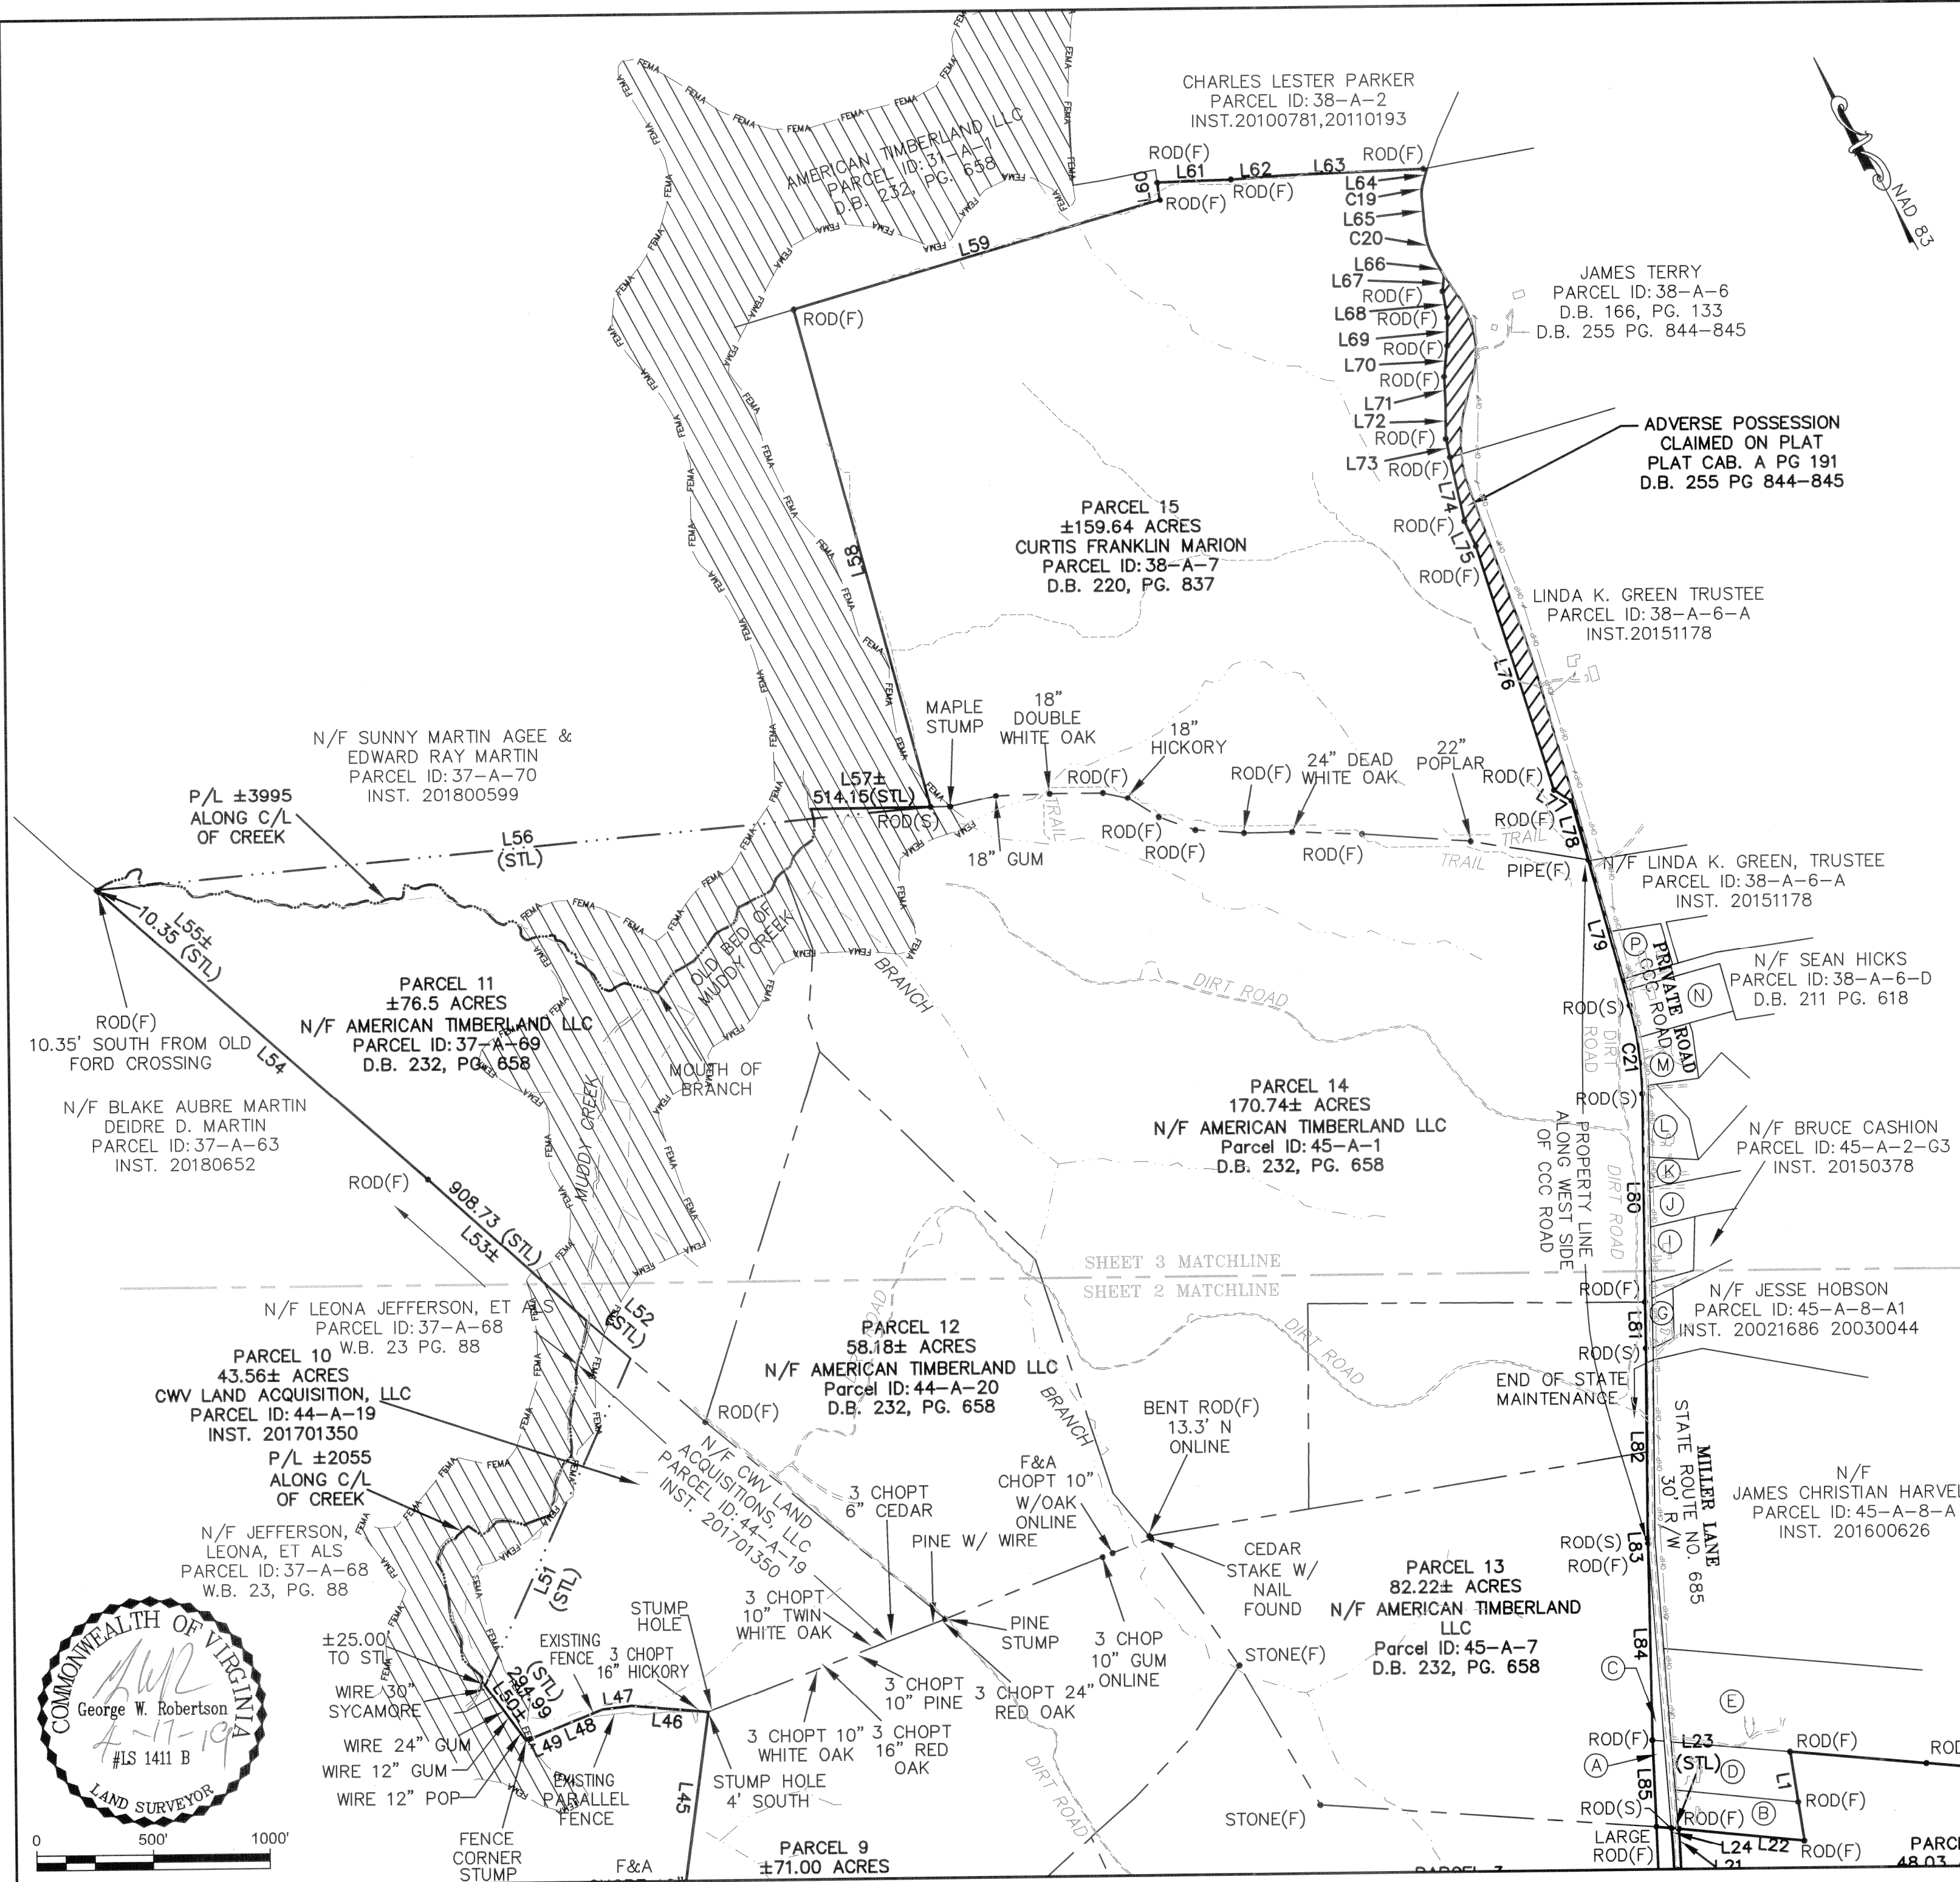 CHARLES LESTER PARKER
PARCEL ID: 38-A-2
INST.20100781,20110193
AMERICAN TIMBERLAND LLC
PARCEL ID: 31-A-1
D.B. 232, PG. 658
ROD(F)
L61
L62
L63
ROD(F)
ROD(F)
L60
ROD(F)
L59
L64
C19
L65
C20
L66
L67
ROD(F)
L68
ROD(F)
L69
ROD(F)
L70
ROD(F)
L71
L72
ROD(F)
L73
ROD(F)
NAD 83
JAMES TERRY
PARCEL ID: 38-A-6
D.B. 166, PG. 133
D.B. 255 PG. 844-845
ADVERSE POSSESSION
CLAIMED ON PLAT
PLAT CAB. A PG 191
D.B. 255 PG 844-845
ROD(F)
L58
PARCEL 15
±159.64 ACRES
CURTIS FRANKLIN MARION
PARCEL ID: 38-A-7
D.B. 220, PG. 837
L74
ROD(F)
L75
ROD(F)
LINDA K. GREEN TRUSTEE
PARCEL ID: 38-A-6-A
INST.20151178
L76
N/F SUNNY MARTIN AGEE &
EDWARD RAY MARTIN
PARCEL ID: 37-A-70
INST. 201800599
P/L ±3995
ALONG C/L
OF CREEK
L56
(STL)
L57±
514.15(STL)
ROD(S)
MAPLE
STUMP
18"
DOUBLE
WHITE OAK
18"
HICKORY
ROD(F)
ROD(F)
24" DEAD
WHITE OAK
22"
POPLAR
ROD(F)
L77
ROD(F)
L78
TRAIL
18" GUM
ROD(F)
ROD(F)
ROD(F)
TRAIL
TRAIL
PIPE(F)
N/F LINDA K. GREEN, TRUSTEE
PARCEL ID: 38-A-6-A
INST. 20151178
L55±
10.35 (STL)
ROD(F)
10.35' SOUTH FROM OLD
FORD CROSSING
L54
PARCEL 11
±76.5 ACRES
N/F AMERICAN TIMBERLAND LLC
PARCEL ID: 37-A-69
D.B. 232, PG. 658
OLD BED OF
MUDDY CREEK
MOUTH OF
BRANCH
BRANCH
DIRT ROAD
L79
P
PRIVATE ROAD
CCC ROAD
N
M
N/F SEAN HICKS
PARCEL ID: 38-A-6-D
D.B. 211 PG. 618
ROD(S)
DIRT
ROAD
C21
ROD(S)
N/F BLAKE AUBRE MARTIN
DEIDRE D. MARTIN
PARCEL ID: 37-A-63
INST. 20180652
MUDDY CREEK
ROD(F)
908.73 (STL)
L53±
PARCEL 14
170.74± ACRES
N/F AMERICAN TIMBERLAND LLC
Parcel ID: 45-A-1
D.B. 232, PG. 658
PROPERTY LINE
ALONG WEST SIDE
OF CCC ROAD
DIRT ROAD
L80
L
K
J
I
N/F BRUCE CASHION
PARCEL ID: 45-A-2-G3
INST. 20150378
SHEET 3 MATCHLINE
SHEET 2 MATCHLINE
N/F LEONA JEFFERSON, ET ALS
PARCEL ID: 37-A-68
W.B. 23 PG. 88
L52
(STL)
PARCEL 10
43.56± ACRES
CWV LAND ACQUISITION, LLC
PARCEL ID: 44-A-19
INST. 201701350
P/L ±2055
ALONG C/L
OF CREEK
DIRT ROAD
PARCEL 12
58.18± ACRES
N/F AMERICAN TIMBERLAND LLC
Parcel ID: 44-A-20
D.B. 232, PG. 658
DIRT ROAD
ROD(F)
L81
G
ROD(S)
N/F JESSE HOBSON
PARCEL ID: 45-A-8-A1
INST. 20021686 20030044
END OF STATE
MAINTENANCE
L82
ROD(F)
N/F CWV LAND
ACQUISITIONS, LLC
PARCEL ID: 44-A-19
INST. 201701350
BRANCH
BENT ROD(F)
13.3' N
ONLINE
F&A
CHOPT 10"
W/OAK
ONLINE
3 CHOPT
6" CEDAR
PINE W/ WIRE
MILLER LANE
STATE ROUTE NO. 685
30' R/W
N/F
JAMES CHRISTIAN HARVE
PARCEL ID: 45-A-8-A
INST. 201600626
N/F JEFFERSON,
LEONA, ET ALS
PARCEL ID: 37-A-68
W.B. 23, PG. 88
L51
(STL)
CEDAR
STAKE W/
NAIL
FOUND
ROD(S)
ROD(F)
L83
PARCEL 13
82.22± ACRES
N/F AMERICAN TIMBERLAND
LLC
Parcel ID: 45-A-7
D.B. 232, PG. 658
COMMONWEALTH OF VIRGINIA
George W. Robertson
4-17-19
#LS 1411 B
LAND SURVEYOR
±25.00
TO STL
WIRE 30"
SYCAMORE
WIRE 24" GUM
WIRE 12" GUM
WIRE 12" POP
294.99
(STL)
L50±
EXISTING
FENCE
3 CHOPT
16" HICKORY
STUMP
HOLE
3 CHOPT
10" TWIN
WHITE OAK
L47
L46
L48
L49
3 CHOPT
10" PINE
3 CHOPT 24"
RED OAK
PINE
STUMP
3 CHOP
10" GUM
ONLINE
STONE(F)
3 CHOPT 10"
WHITE OAK
3 CHOPT
16" RED
OAK
EXISTING
PARALLEL
FENCE
STUMP HOLE
4' SOUTH
L45
DIRT ROAD
STONE(F)
FENCE
CORNER
STUMP
F&A
PARCEL 9
±71.00 ACRES
L84
C
E
ROD(F)
L23
(STL)
D
ROD(F)
A
L85
L1
ROD(F)
B
ROD(S)
ROD(F)
LARGE
ROD(F)
L24
L22
ROD(F)
L21
48.03
0 500' 1000'